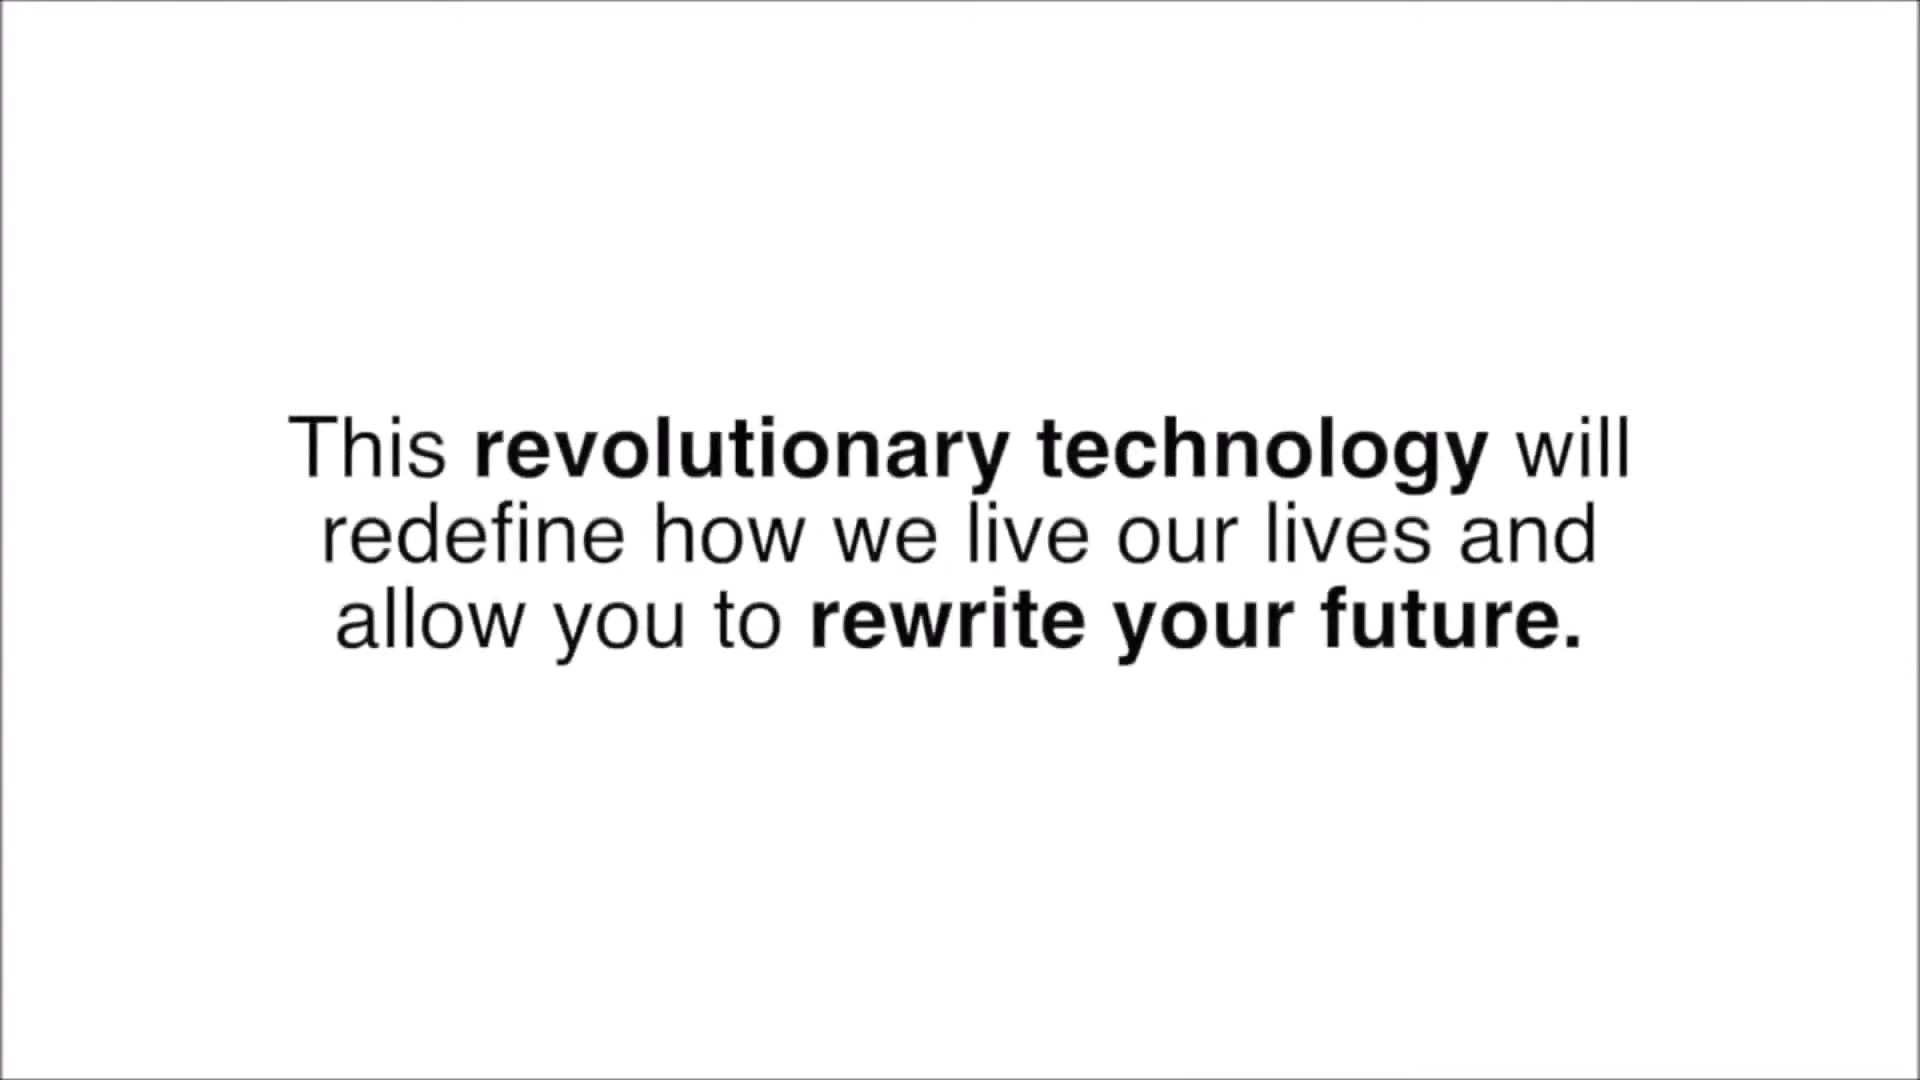 This revolutionary technology will
redefine how we live our lives and
allow you to rewrite your future.